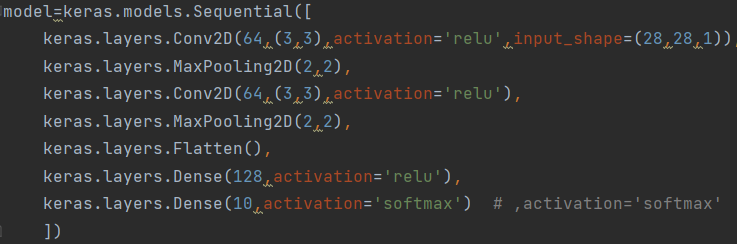 model=keras.models.Sequential([
    keras.layers.Conv2D(64,(3,3),activation='relu',input_shape=(28,28,1)),
    keras.layers.MaxPooling2D(2,2),
    keras.layers.Conv2D(64,(3,3),activation='relu'),
    keras.layers.MaxPooling2D(2,2),
    keras.layers.Flatten(),
    keras.layers.Dense(128,activation='relu'),
    keras.layers.Dense(10,activation='softmax')  # ,activation='softmax'
    ])